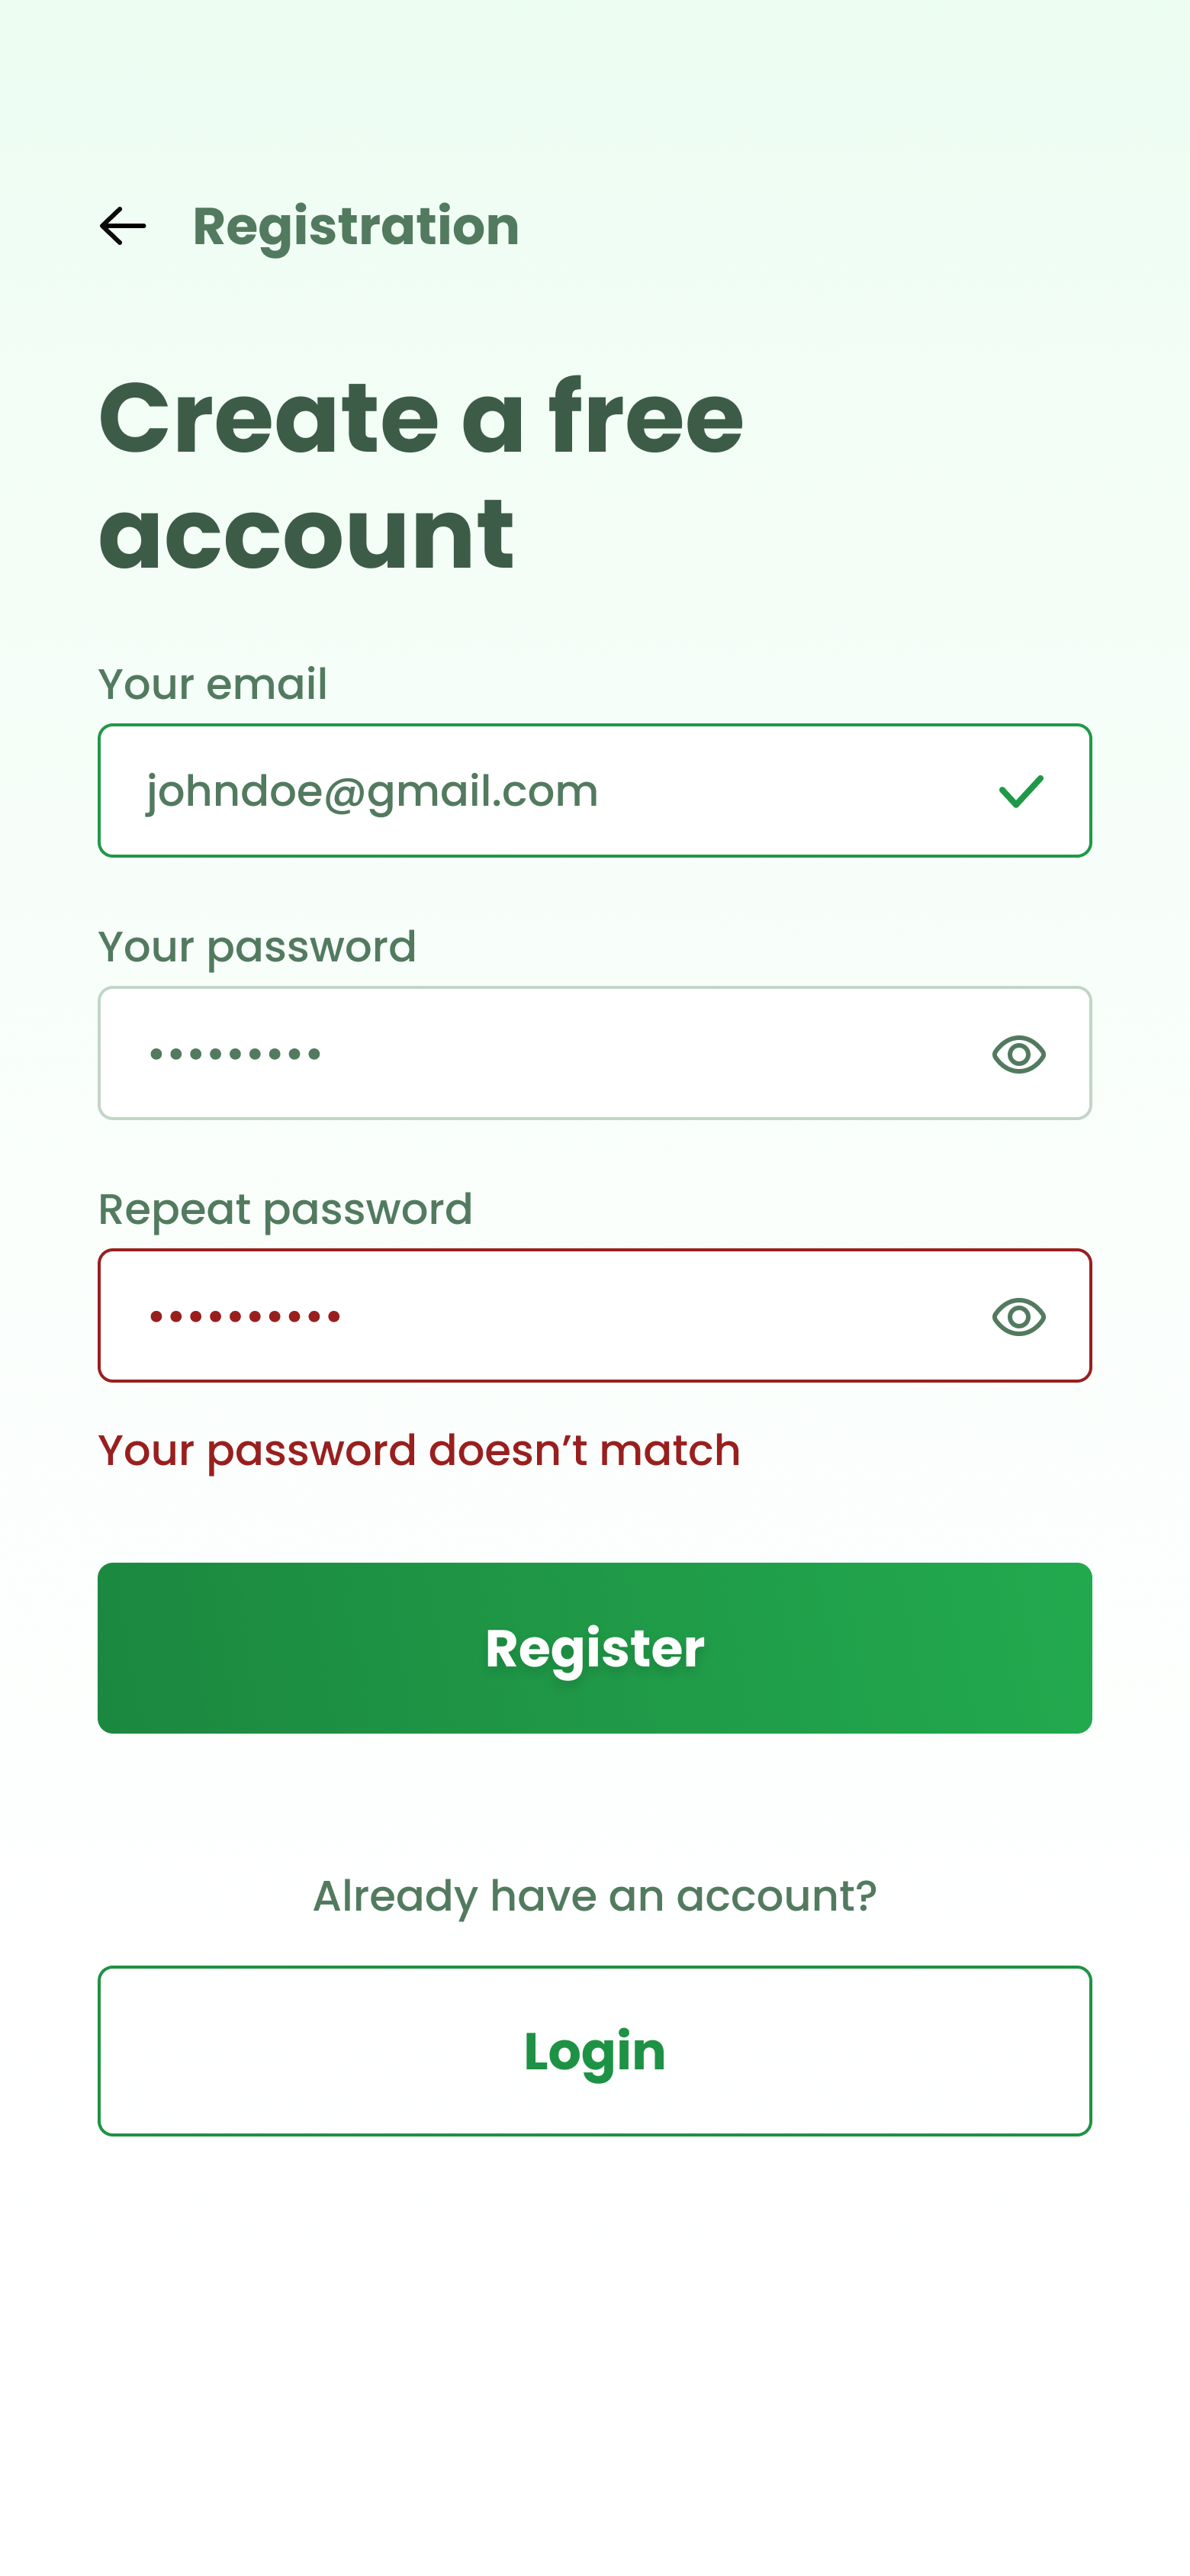 Registration
Create a free
account
Your email
johndoe@gmail.com
Your password
•••••••••
Repeat password
••••••••••
Your password doesn’t match
Register
Already have an account?
Login